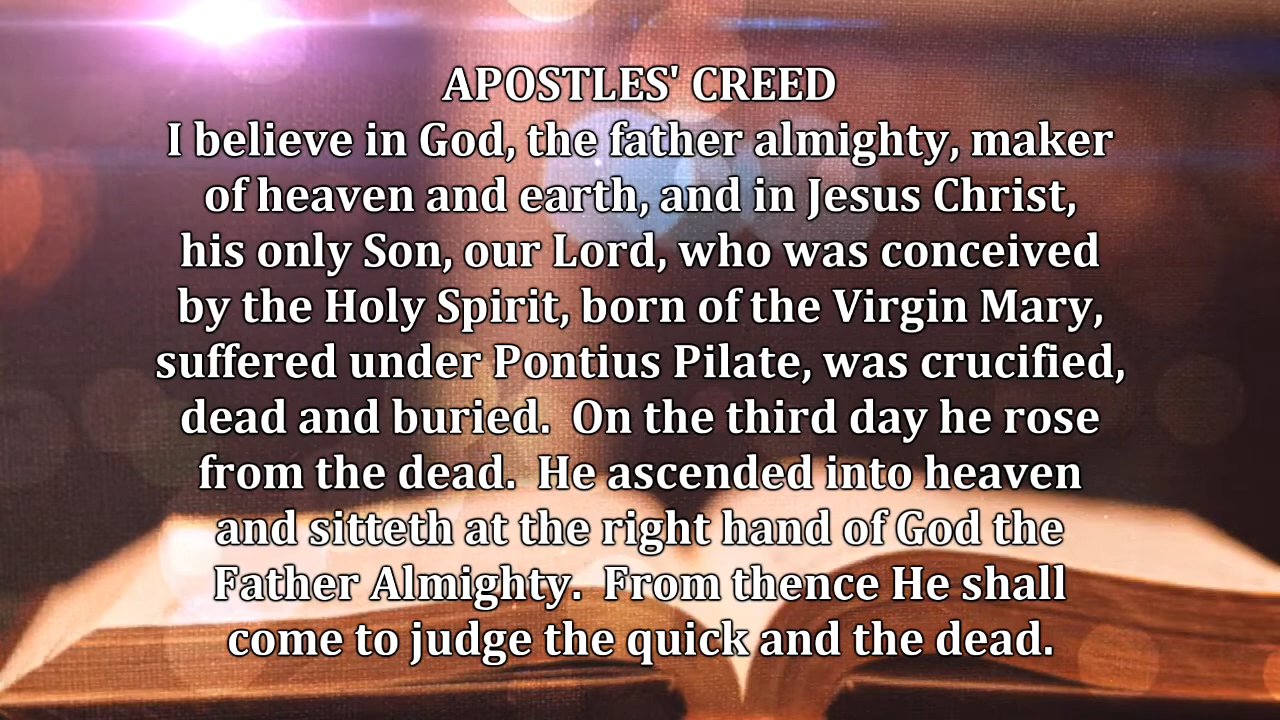 APOSTLES' CREED
I believe in God, the father almighty, maker
of heaven and earth, and in Jesus Christ,
his only Son, our Lord, who was conceived
by the Holy Spirit, born of the Virgin Mary,
suffered under Pontius Pilate, was crucified,
dead and buried.  On the third day he rose
from the dead.  He ascended into heaven
and sitteth at the right hand of God the
Father Almighty.  From thence He shall
come to judge the quick and the dead.